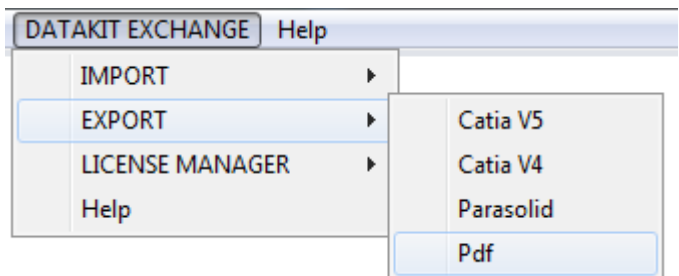 DATAKIT EXCHANGE Help
IMPORT
EXPORT
LICENSE MANAGER
Help
Catia V5
Catia V4
Parasolid
Pdf